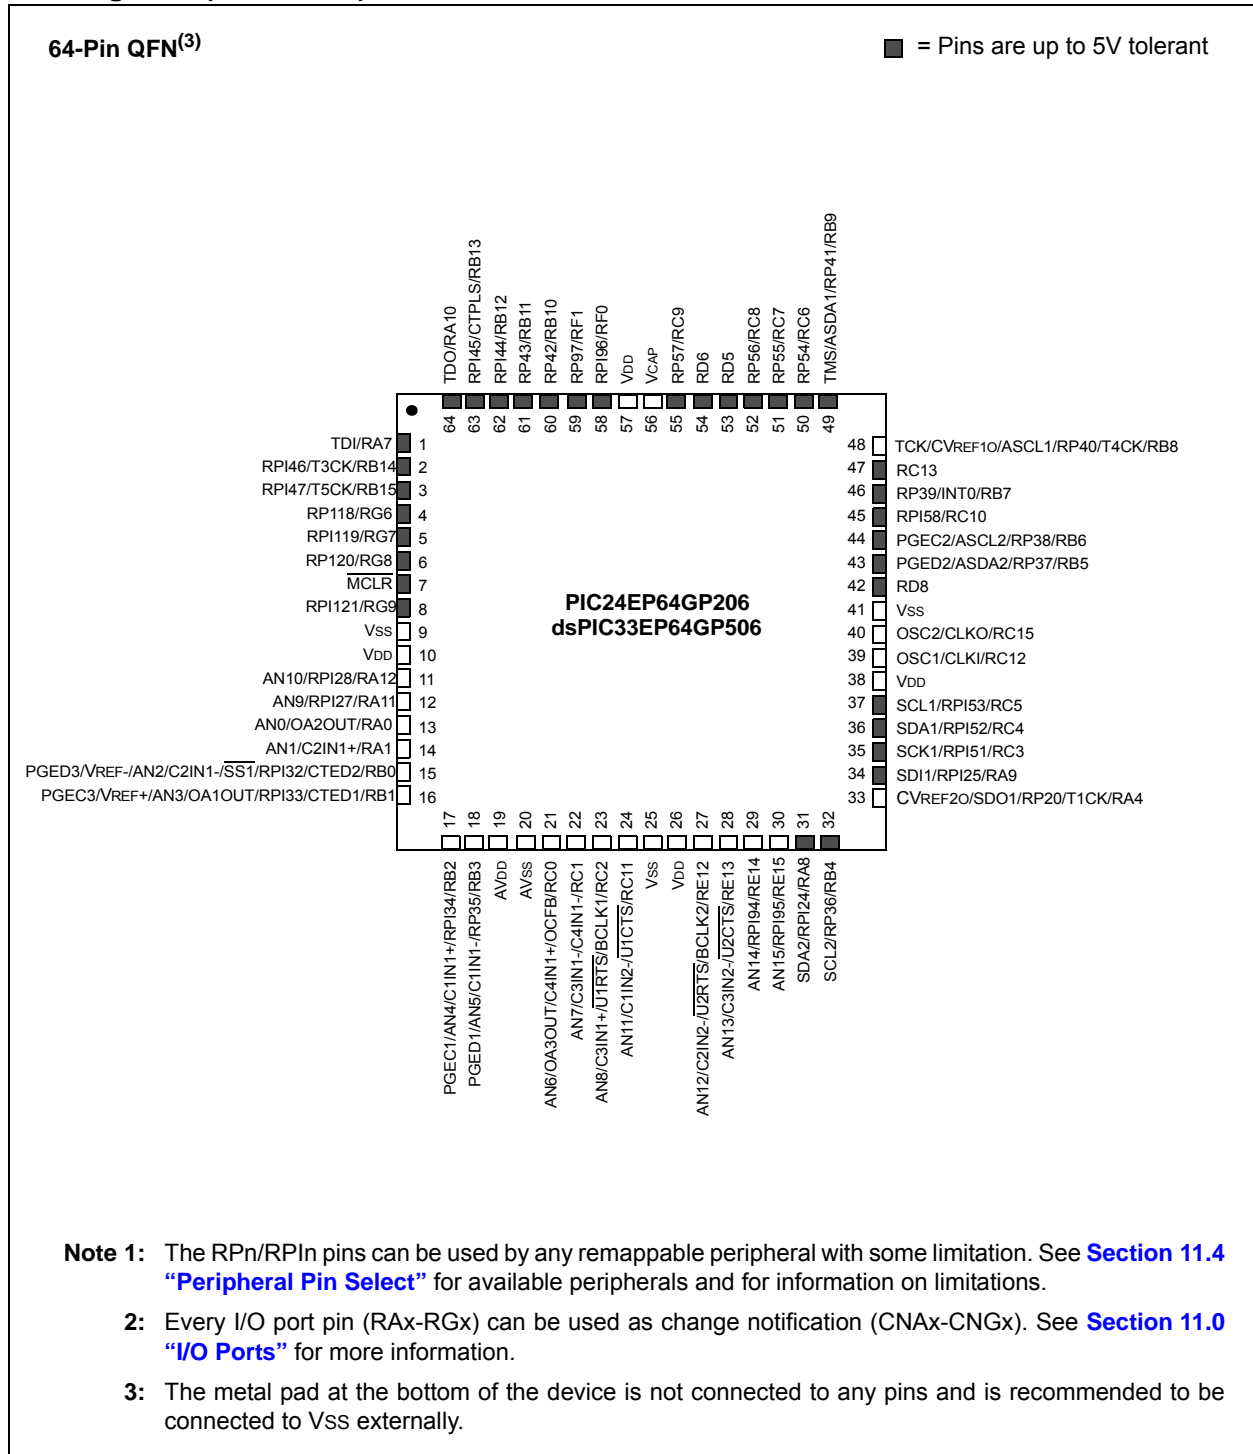 64-Pin QFN(3)
= Pins are up to 5V tolerant
TDO/RA10
RPI45/CTPLS/RB13
RPI44/RB12
RP43/RB11
RP42/RB10
RP97/RF1
RPI96/RF0
VDD
VCAP
RP57/RC9
RD6
RD5
RP56/RC8
RP55/RC7
RP54/RC6
TMS/ASDA1/RP41/RB9
64
63
62
61
60
59
58
57
56
55
54
53
52
51
50
49
TDI/RA7 1
RPI46/T3CK/RB14 2
RPI47/T5CK/RB15 3
RP118/RG6 4
RPI119/RG7 5
RP120/RG8 6
MCLR 7
RPI121/RG9 8
VSS 9
VDD 10
AN10/RPI28/RA12 11
AN9/RPI27/RA11 12
AN0/OA2OUT/RA0 13
AN1/C2IN1+/RA1 14
PGED3/VREF-/AN2/C2IN1-/SS1/RPI32/CTED2/RB0 15
PGEC3/VREF+/AN3/OA1OUT/RPI33/CTED1/RB1 16
PIC24EP64GP206
dsPIC33EP64GP506
48 TCK/CVREF1O/ASCL1/RP40/T4CK/RB8
47 RC13
46 RP39/INT0/RB7
45 RPI58/RC10
44 PGEC2/ASCL2/RP38/RB6
43 PGED2/ASDA2/RP37/RB5
42 RD8
41 VSS
40 OSC2/CLKO/RC15
39 OSC1/CLKI/RC12
38 VDD
37 SCL1/RPI53/RC5
36 SDA1/RPI52/RC4
35 SCK1/RPI51/RC3
34 SDI1/RPI25/RA9
33 CVREF2O/SDO1/RP20/T1CK/RA4
17
18
19
20
21
22
23
24
25
26
27
28
29
30
31
32
PGEC1/AN4/C1IN1+/RPI34/RB2
PGED1/AN5/C1IN1-/RP35/RB3
AVDD
AVSS
AN6/OA3OUT/C4IN1+/OCFB/RC0
AN7/C3IN1-/C4IN1-/RC1
AN8/C3IN1+/U1RTS/BCLK1/RC2
AN11/C1IN2-/U1CTS/RC11
VSS
VDD
AN12/C2IN2-/U2RTS/BCLK2/RE12
AN13/C3IN2-/U2CTS/RE13
AN14/RPI94/RE14
AN15/RPI95/RE15
SDA2/RPI24/RA8
SCL2/RP36/RB4
Note 1: The RPn/RPIn pins can be used by any remappable peripheral with some limitation. See Section 11.4
“Peripheral Pin Select” for available peripherals and for information on limitations.
2: Every I/O port pin (RAx-RGx) can be used as change notification (CNAx-CNGx). See Section 11.0
“I/O Ports” for more information.
3: The metal pad at the bottom of the device is not connected to any pins and is recommended to be
connected to VSS externally.